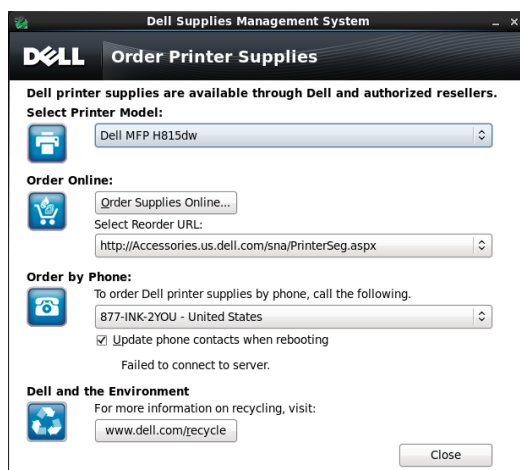 Dell Supplies Management System
DELL Order Printer Supplies
Dell printer supplies are available through Dell and authorized resellers.
Select Printer Model:
Dell MFP H815dw
Order Online:
Order Supplies Online...
Select Reorder URL:
http://Accessories.us.dell.com/sna/PrinterSeg.aspx
Order by Phone:
To order Dell printer supplies by phone, call the following.
877-INK-2YOU - United States
Update phone contacts when rebooting
Failed to connect to server.
Dell and the Environment
For more information on recycling, visit:
www.dell.com/recycle
Close